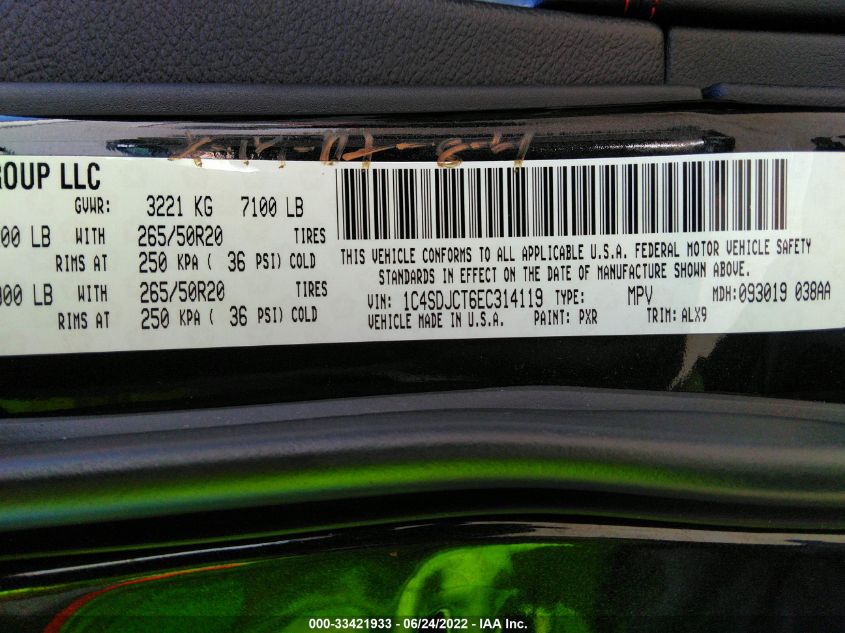 ROUP LLC
GVWR: 3221 KG 7100 LB
00 LB WITH 265/50R20 TIRES
RIMS AT 250 KPA ( 36 PSI) COLD
900 LB WITH 265/50R20 TIRES
RIMS AT 250 KPA ( 36 PSI) COLD
THIS VEHICLE CONFORMS TO ALL APPLICABLE U.S.A. FEDERAL MOTOR VEHICLE SAFETY
STANDARDS IN EFFECT ON THE DATE OF MANUFACTURE SHOWN ABOVE.
VIN: 1C4SDJCT6EC314119 TYPE: MPV MDH:093019 038AA
VEHICLE MADE IN U.S.A. PAINT: PXR TRIM: ALX9
000-33421933 - 06/24/2022 - IAA Inc.